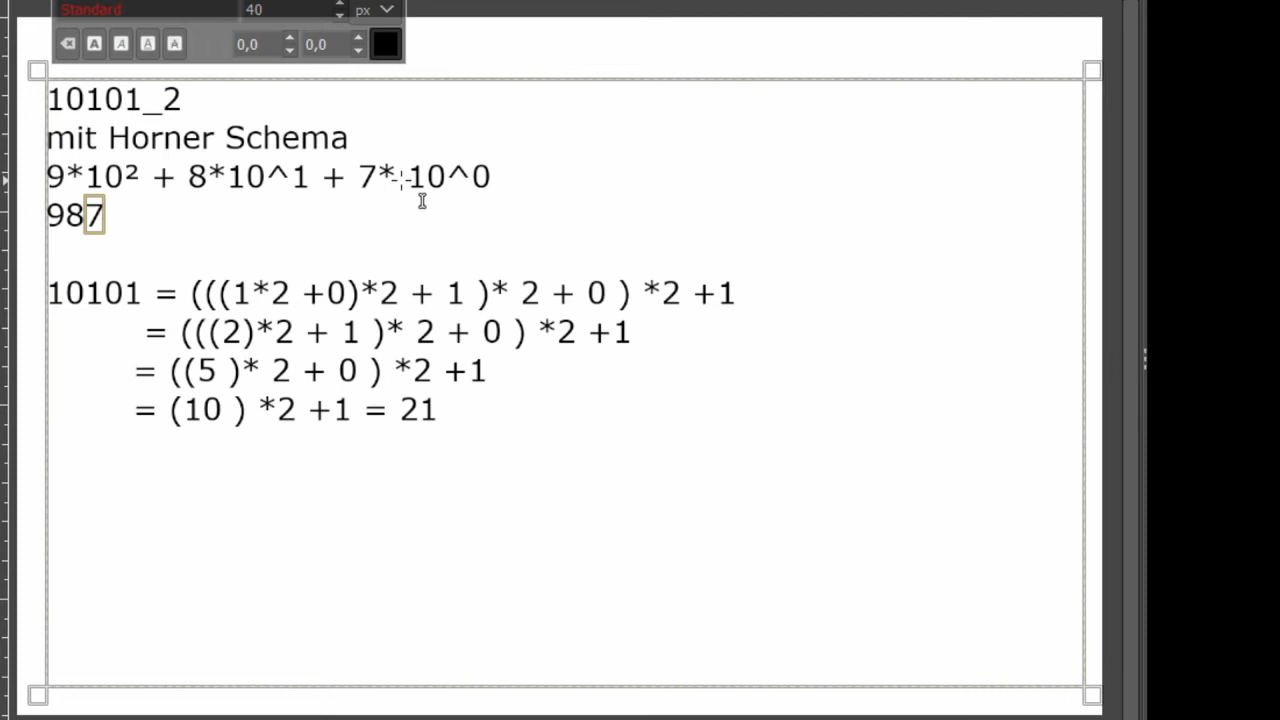 Standard 40 px
0,0 0,0
10101_2
mit Horner Schema
9*10² + 8*10^1 + 7* 10^0
987
10101 = (((1*2 +0)*2 + 1 )* 2 + 0 ) *2 +1
= (((2)*2 + 1 )* 2 + 0 ) *2 +1
= ((5 )* 2 + 0 ) *2 +1
= (10 ) *2 +1 = 21